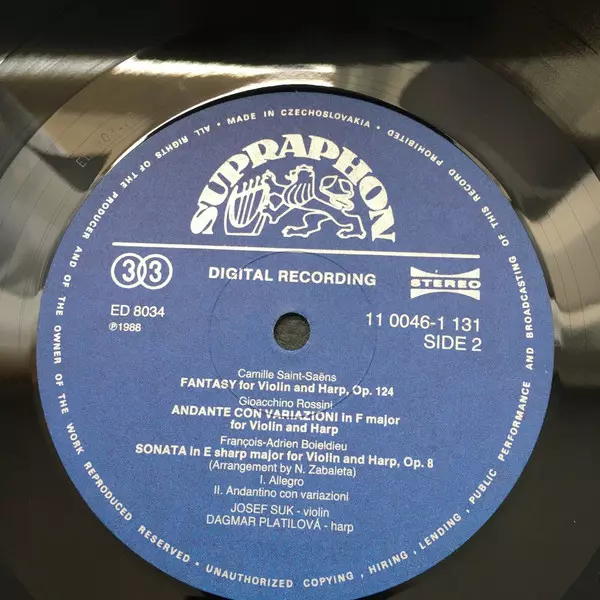 • MADE IN CZECHOSLOVAKIA • ALL RIGHTS OF THE PRODUCER AND OF THE OWNER OF THE WORK REPRODUCED RESERVED • UNAUTHORIZED COPYING, HIRING, LENDING, PUBLIC PERFORMANCE AND BROADCASTING OF THIS RECORD PROHIBITED
SUPRAPHON
33
DIGITAL RECORDING
STEREO
ED 8034
11 0046-1 131
℗1988
SIDE 2
Camille Saint-Saëns
FANTASY for Violin and Harp, Op. 124
Gioacchino Rossini
ANDANTE CON VARIAZIONI in F major
for Violin and Harp
François-Adrien Boieldieu
SONATA in E sharp major for Violin and Harp, Op. 8
(Arrangement by N. Zabaleta)
I. Allegro
II. Andantino con variazioni
JOSEF SUK - violin
DAGMAR PLATILOVÁ - harp